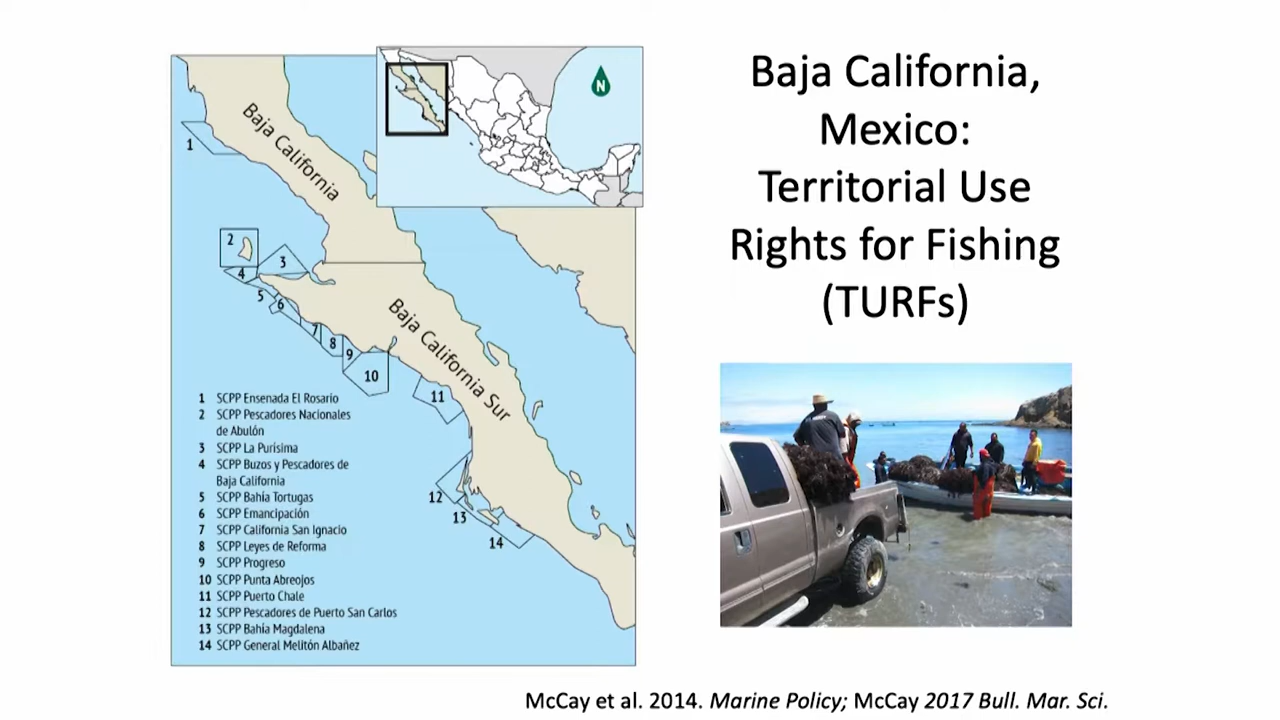 Baja California,
Mexico:
Territorial Use
Rights for Fishing
(TURFs)
N
Baja California
Baja California Sur
1
2
3
4
5
6
7
8
9
10
11
12
13
14
1 SCPP Ensenada El Rosario
2 SCPP Pescadores Nacionales
de Abulón
3 SCPP La Purísima
4 SCPP Buzos y Pescadores de
Baja California
5 SCPP Bahía Tortugas
6 SCPP Emancipación
7 SCPP California San Ignacio
8 SCPP Leyes de Reforma
9 SCPP Progreso
10 SCPP Punta Abreojos
11 SCPP Puerto Chale
12 SCPP Pescadores de Puerto San Carlos
13 SCPP Bahía Magdalena
14 SCPP General Melitón Albañez
McCay et al. 2014. Marine Policy; McCay 2017 Bull. Mar. Sci.